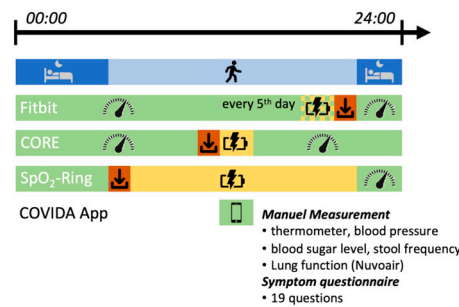 00:00 24:00
Fitbit every 5th day
CORE
SpO2-Ring
COVIDA App
Manuel Measurement
• thermometer, blood pressure
• blood sugar level, stool frequency
• Lung function (Nuvoair)
Symptom questionnaire
• 19 questions